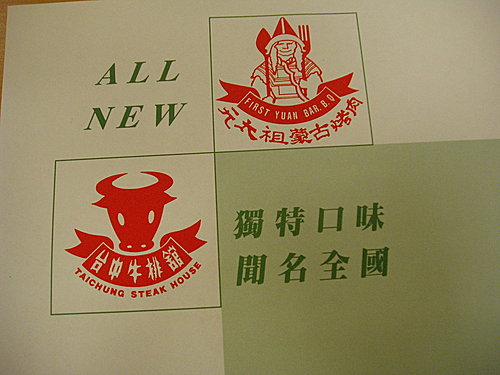 ALL
NEW
FIRST YUAN BAR.B.Q
元太祖蒙古烤肉
台中牛排館
TAICHUNG STEAK HOUSE
獨特口味
聞名全國